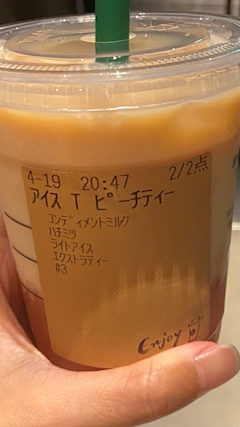 4-19 20:47 2/2点
アイス T ピーチティー
コンディメントミルク
ハチミツ
ライトアイス
エクストラティー
#3
Enjoy